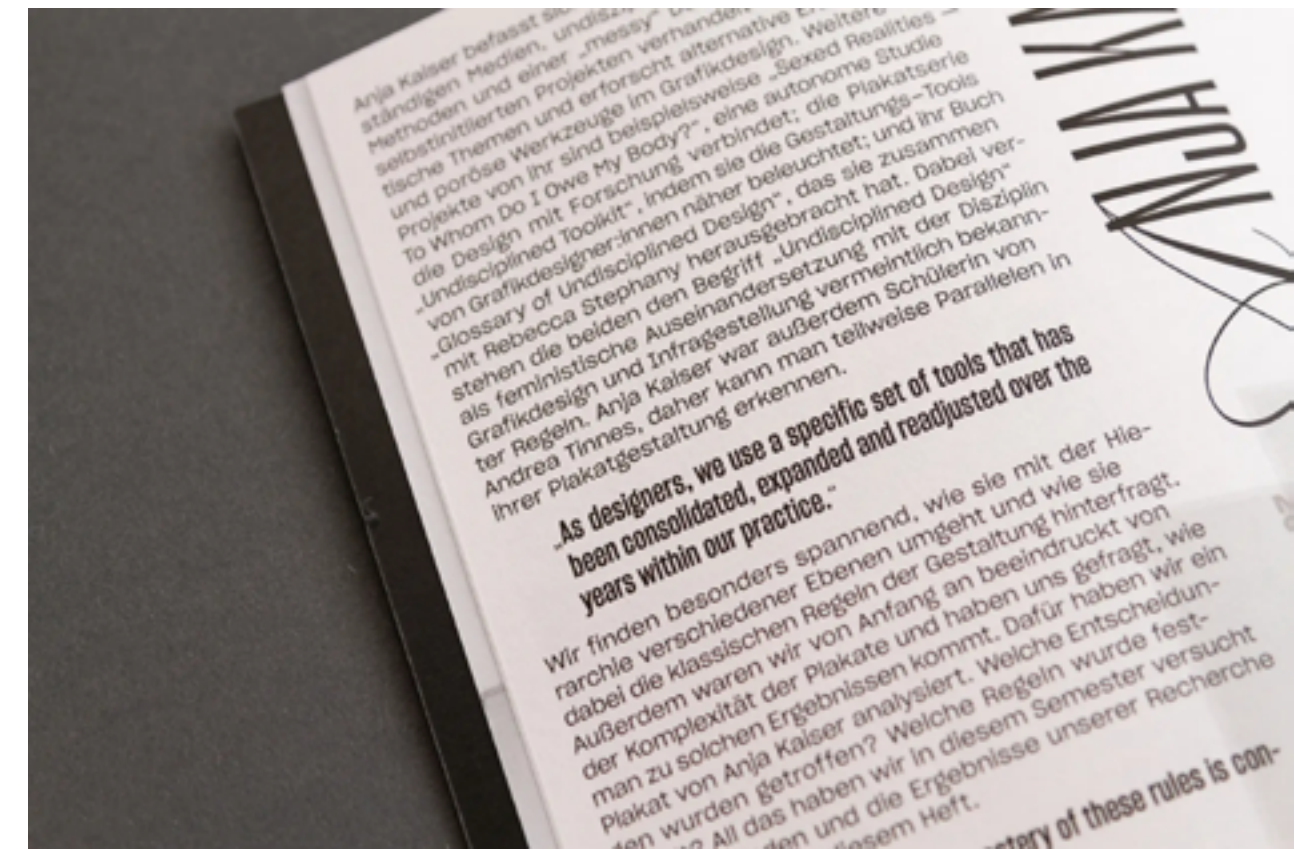 Anja Kaiser befasst
ständigen Medien, undiszip
Methoden und einer „messy“
selbstinitiierten Projekten verhandel
tische Themen und erforscht alternative
und poröse Werkzeuge im Grafikdesign. Weitere
Projekte von ihr sind beispielsweise „Sexed Realities –
To Whom Do I Owe My Body?“, eine autonome Studie
die Design mit Forschung verbindet; die Plakatserie
„Undisciplined Toolkit“, indem sie die Gestaltungs-Tools
von Grafikdesigner:innen näher beleuchtet; und ihr Buch
„Glossary of Undisciplined Design“, das sie zusammen
mit Rebecca Stephany herausgebracht hat. Dabei ver-
stehen die beiden den Begriff „Undisciplined Design“
als feministische Auseinandersetzung mit der Disziplin
Grafikdesign und Infragestellung vermeintlich bekann-
ter Regeln. Anja Kaiser war außerdem Schülerin von
Andrea Tinnes, daher kann man teilweise Parallelen in
ihrer Plakatgestaltung erkennen.
„As designers, we use a specific set of tools that has
been consolidated, expanded and readjusted over the
years within our practice.“
Wir finden besonders spannend, wie sie mit der Hie-
rarchie verschiedener Ebenen umgeht und wie sie
dabei die klassischen Regeln der Gestaltung hinterfragt.
Außerdem waren wir von Anfang an beeindruckt von
der Komplexität der Plakate und haben uns gefragt, wie
man zu solchen Ergebnissen kommt. Dafür haben wir ein
Plakat von Anja Kaiser analysiert. Welche Entscheidun-
den wurden getroffen? Welche Regeln wurde fest-
All das haben wir in diesem Semester versucht
den und die Ergebnisse unserer Recherche
diesem Heft.
stery of these rules is con-
NJA K